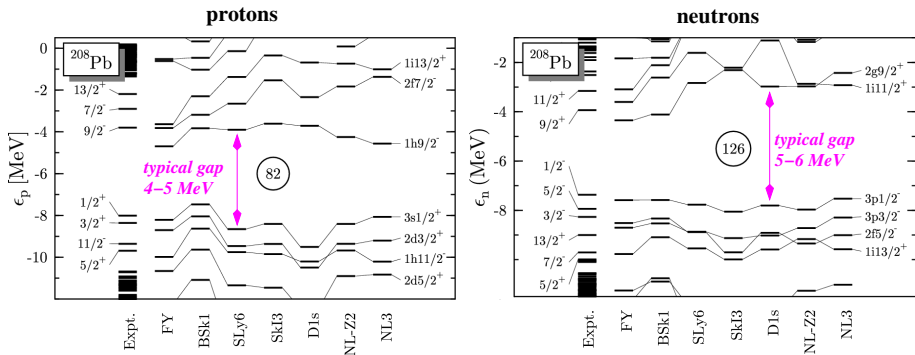 protons
neutrons
²⁰⁸Pb
ϵp [MeV]
0
-2
-4
-6
-8
-10
13/2⁺
7/2⁻
9/2⁻
1/2⁺
3/2⁺
11/2⁻
5/2⁺
typical gap
4−5 MeV
82
1i13/2⁺
2f7/2⁻
1h9/2⁻
3s1/2⁺
2d3/2⁺
1h11/2⁻
2d5/2⁺
Expt.
FY
BSk1
SLy6
SkI3
D1s
NL−Z2
NL3
²⁰⁸Pb
ϵn (MeV)
-2
-4
-6
-8
11/2⁺
9/2⁺
1/2⁻
5/2⁻
3/2⁻
13/2⁺
7/2⁻
5/2⁺
126
typical gap
5−6 MeV
2g9/2⁺
1i11/2⁺
3p1/2⁻
3p3/2⁻
2f5/2⁻
1i13/2⁺
Expt.
FY
BSk1
SLy6
SkI3
D1s
NL−Z2
NL3